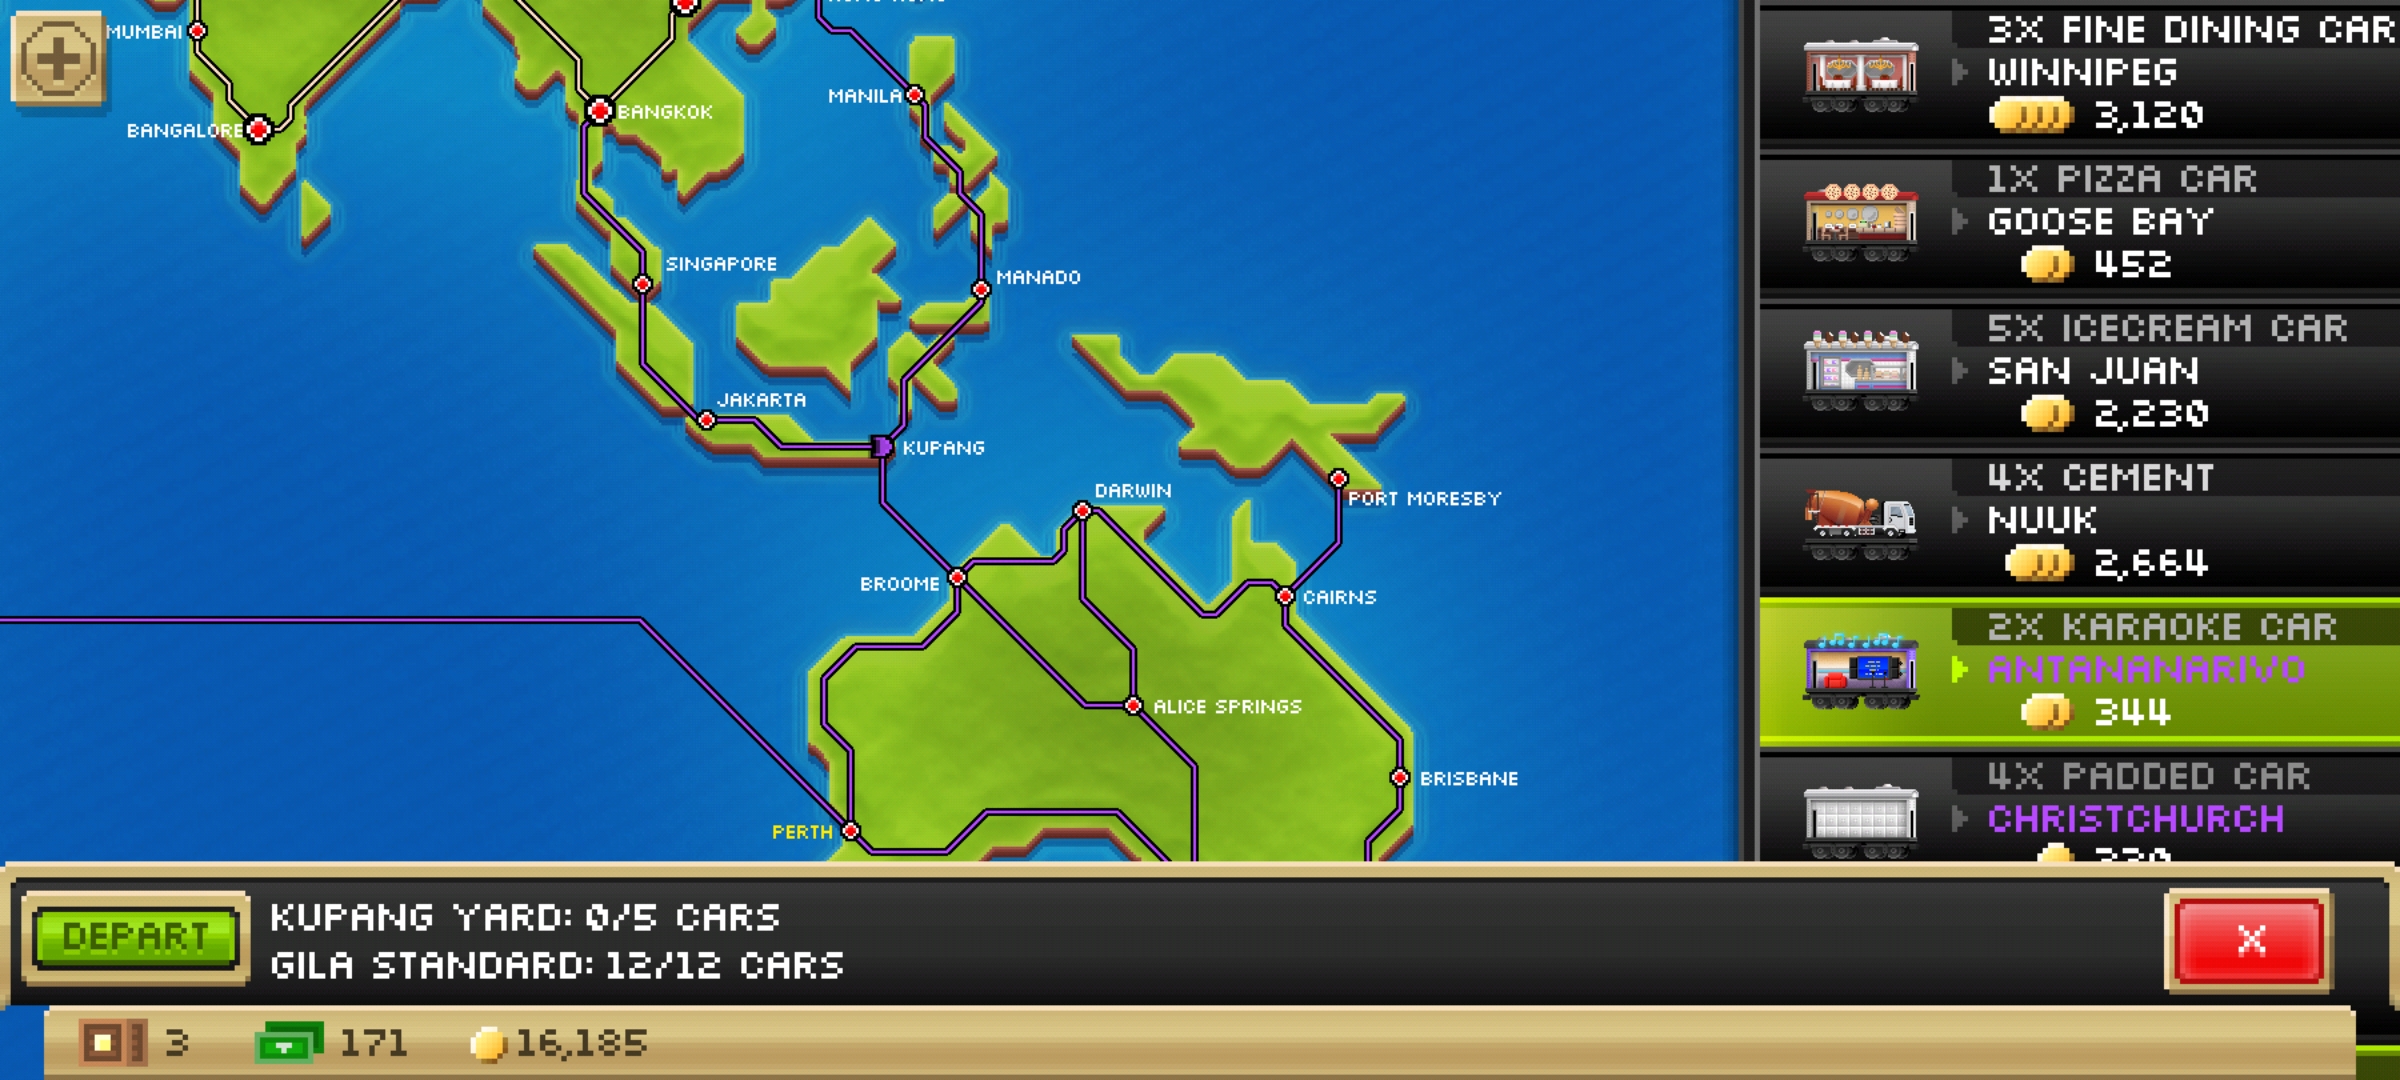 MUMBAI
BANGALORE
BANGKOK
MANILA
SINGAPORE
MANADO
JAKARTA
KUPANG
DARWIN
PORT MORESBY
BROOME
CAIRNS
ALICE SPRINGS
BRISBANE
PERTH
3X FINE DINING CAR
WINNIPEG
3,120
1X PIZZA CAR
GOOSE BAY
452
5X ICECREAM CAR
SAN JUAN
2,230
4X CEMENT
NUUK
2,664
2X KARAOKE CAR
ANTANANARIVO
344
4X PADDED CAR
CHRISTCHURCH
DEPART
KUPANG YARD: 0/5 CARS
GILA STANDARD: 12/12 CARS
X
3
171
16,185